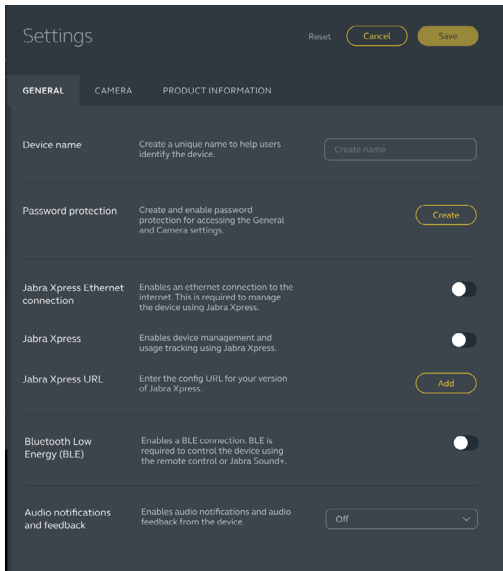 Settings
Reset
Cancel
Save
GENERAL
CAMERA
PRODUCT INFORMATION
Device name
Create a unique name to help users
identify the device.
Create name
Password protection
Create and enable password
protection for accessing the General
and Camera settings.
Create
Jabra Xpress Ethernet
connection
Enables an ethernet connection to the
internet. This is required to manage
the device using Jabra Xpress.
Jabra Xpress
Enables device management and
usage tracking using Jabra Xpress.
Jabra Xpress URL
Enter the config URL for your version
of Jabra Xpress.
Add
Bluetooth Low
Energy (BLE)
Enables a BLE connection. BLE is
required to control the device using
the remote control or Jabra Sound+.
Audio notifications
and feedback
Enables audio notifications and audio
feedback from the device.
Off